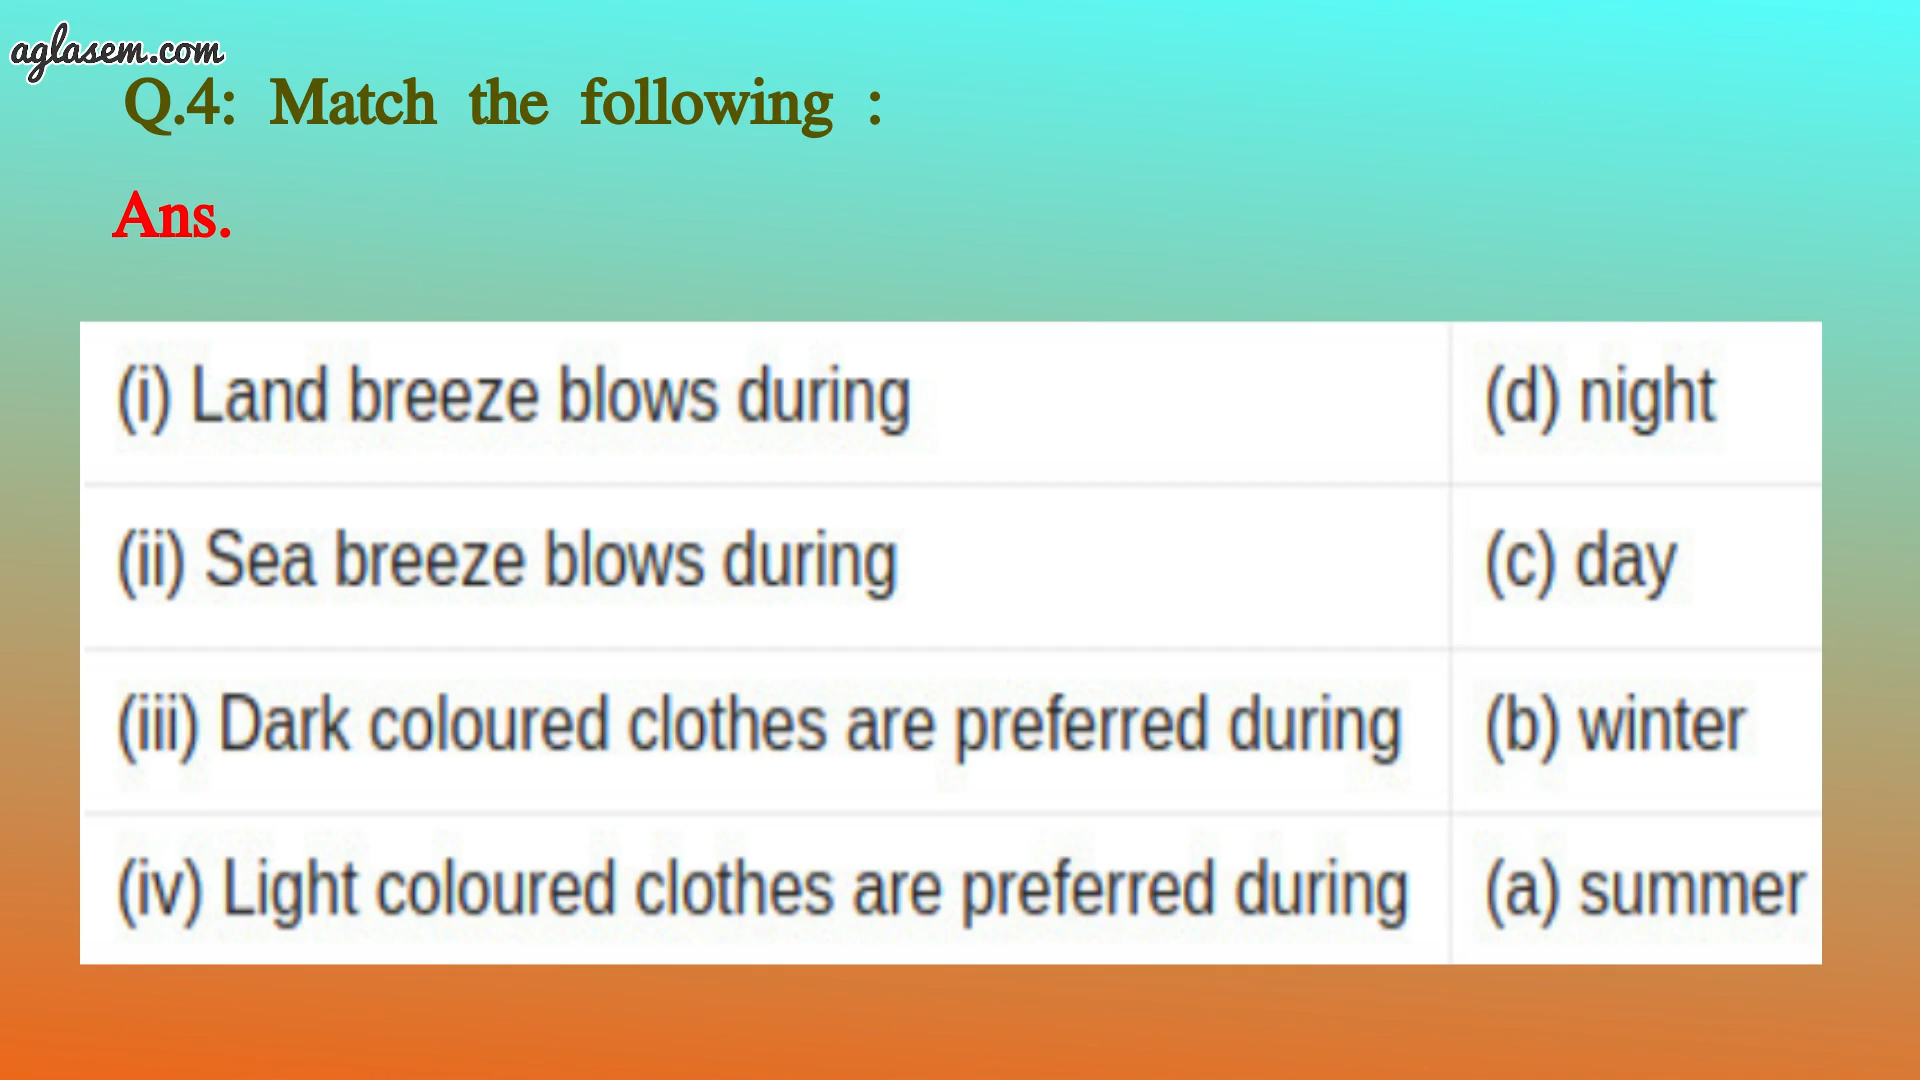 aglasem.com
Q.4: Match the following :
Ans.
(i) Land breeze blows during (d) night
(ii) Sea breeze blows during (c) day
(iii) Dark coloured clothes are preferred during (b) winter
(iv) Light coloured clothes are preferred during (a) summer